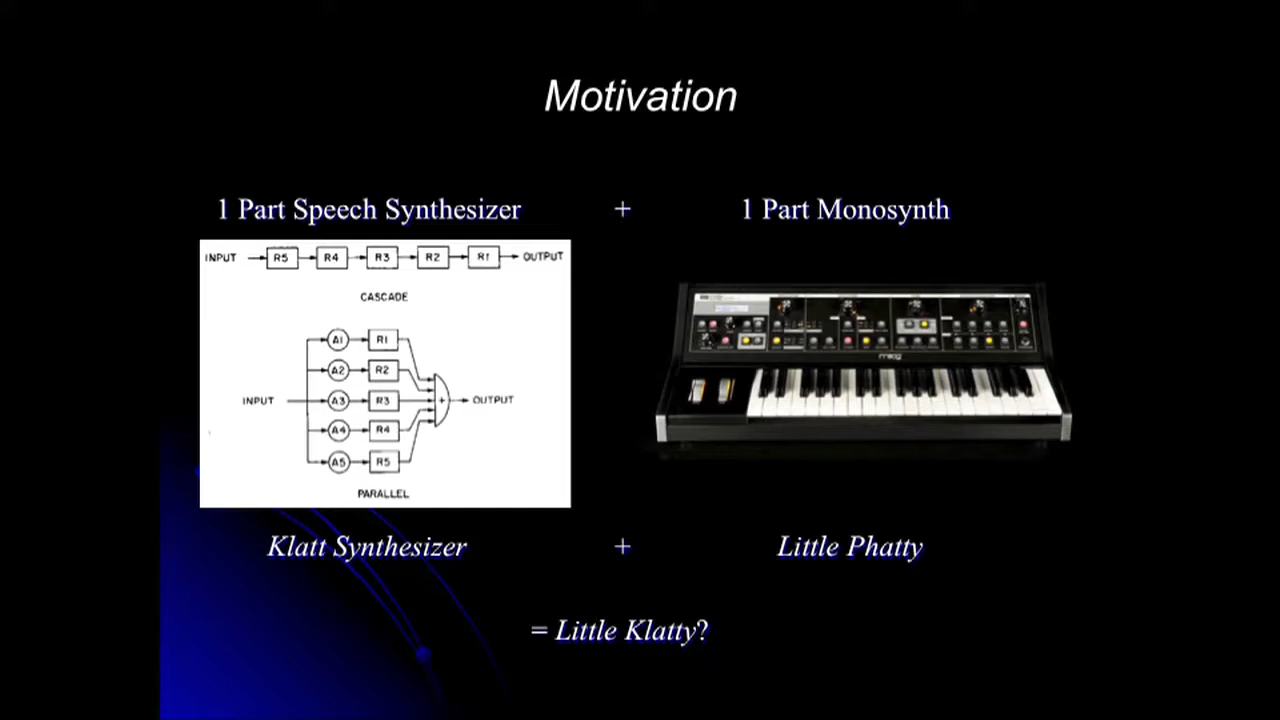 Motivation
1 Part Speech Synthesizer + 1 Part Monosynth
INPUT R5 R4 R3 R2 R1 OUTPUT
CASCADE
A1 R1
A2 R2
INPUT A3 R3 + OUTPUT
A4 R4
A5 R5
PARALLEL
moog
Klatt Synthesizer + Little Phatty
= Little Klatty?